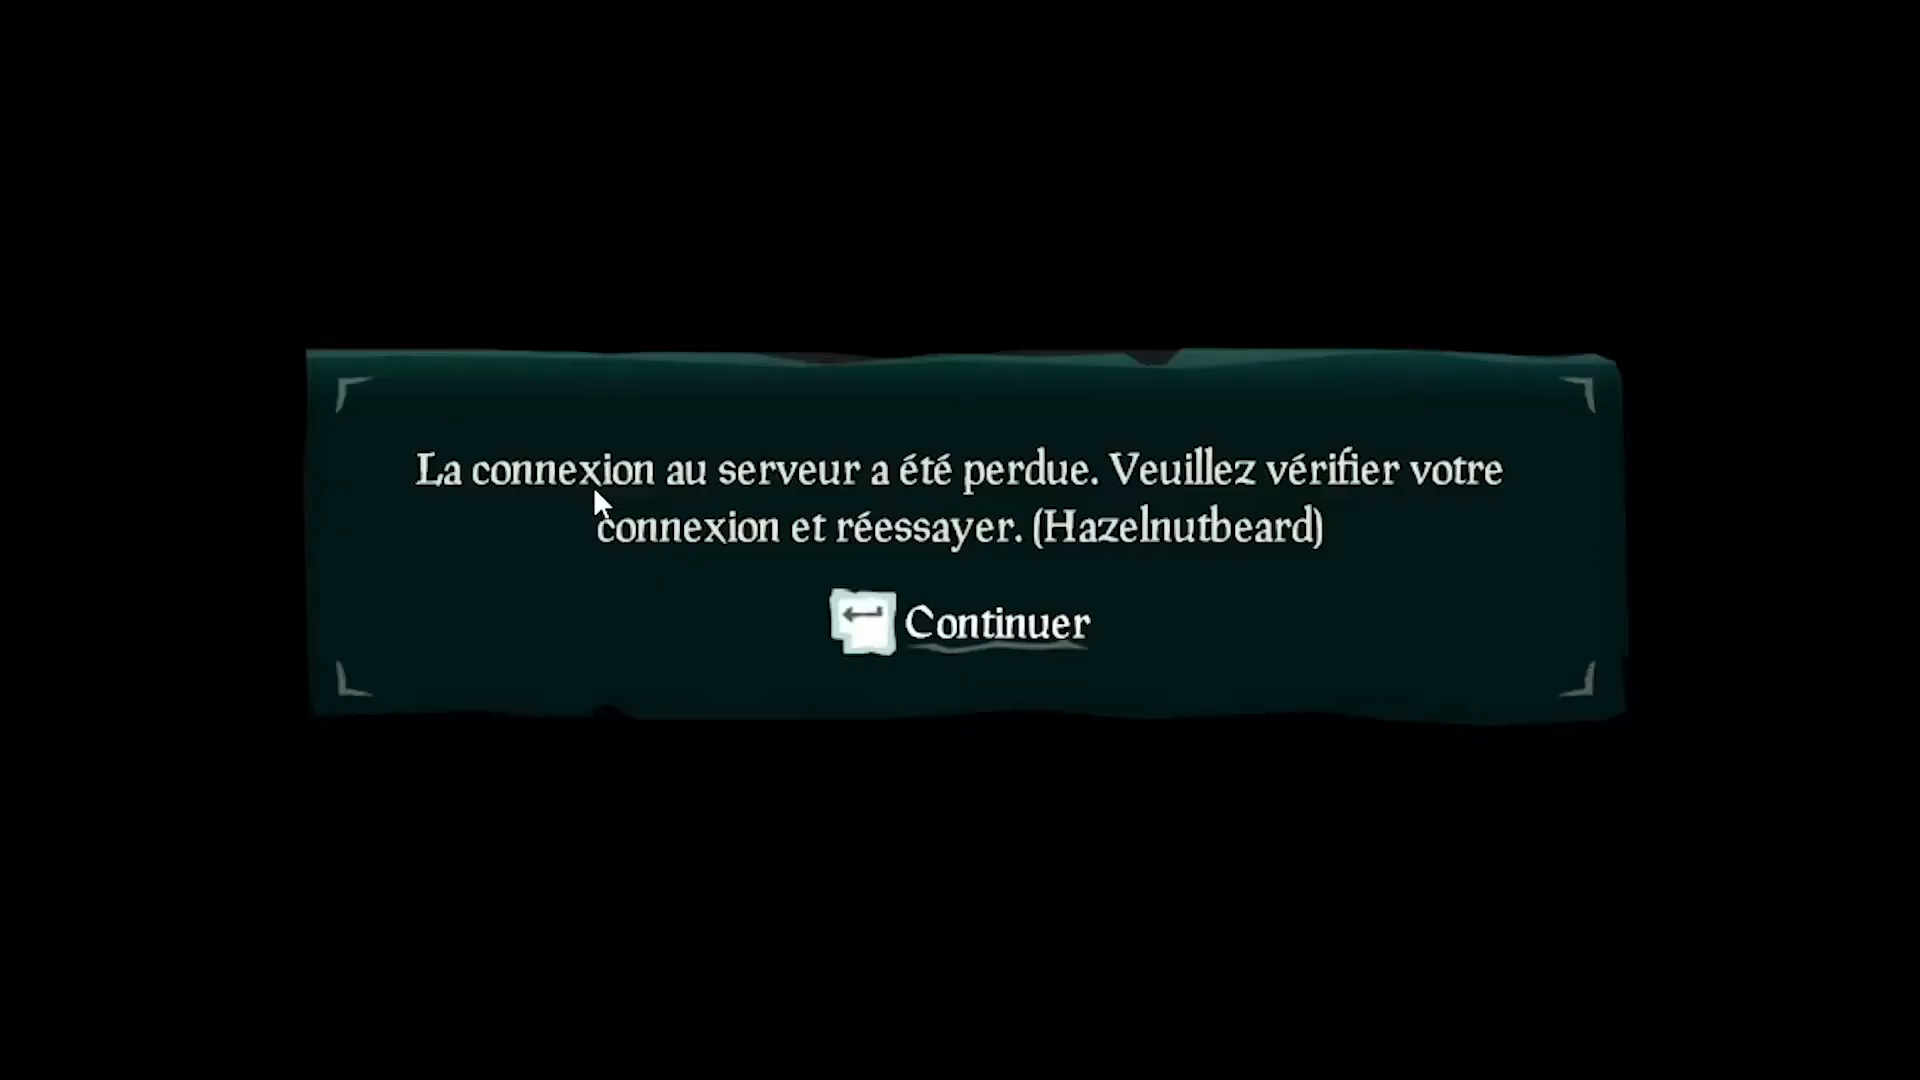 La connexion au serveur a été perdue. Veuillez vérifier votre
connexion et réessayer. (Hazelnutbeard)
Continuer